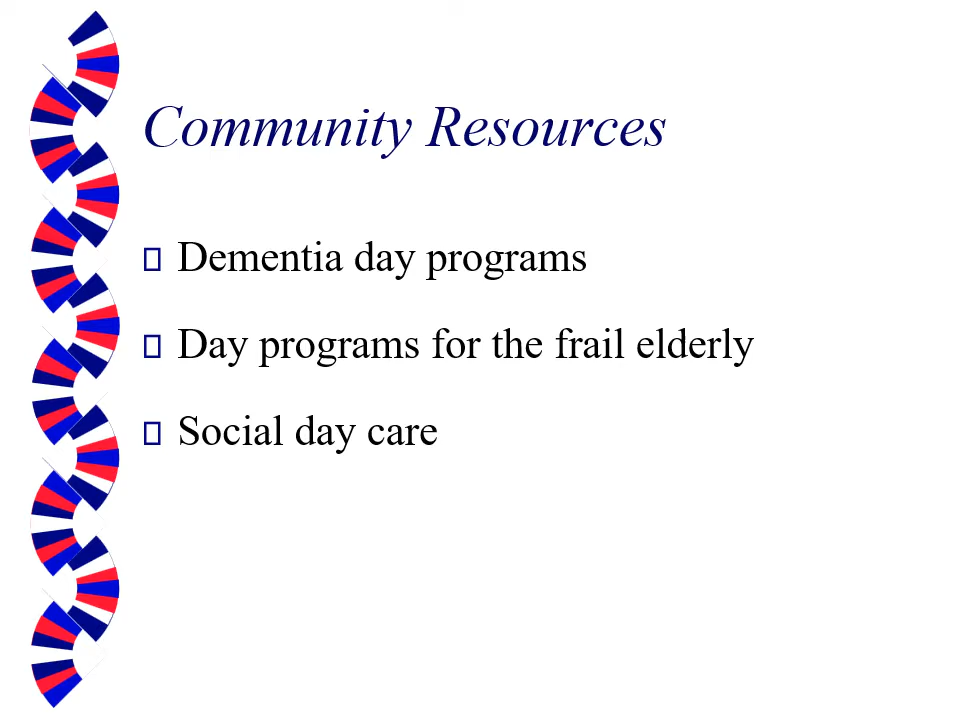 Community Resources
Dementia day programs
Day programs for the frail elderly
Social day care